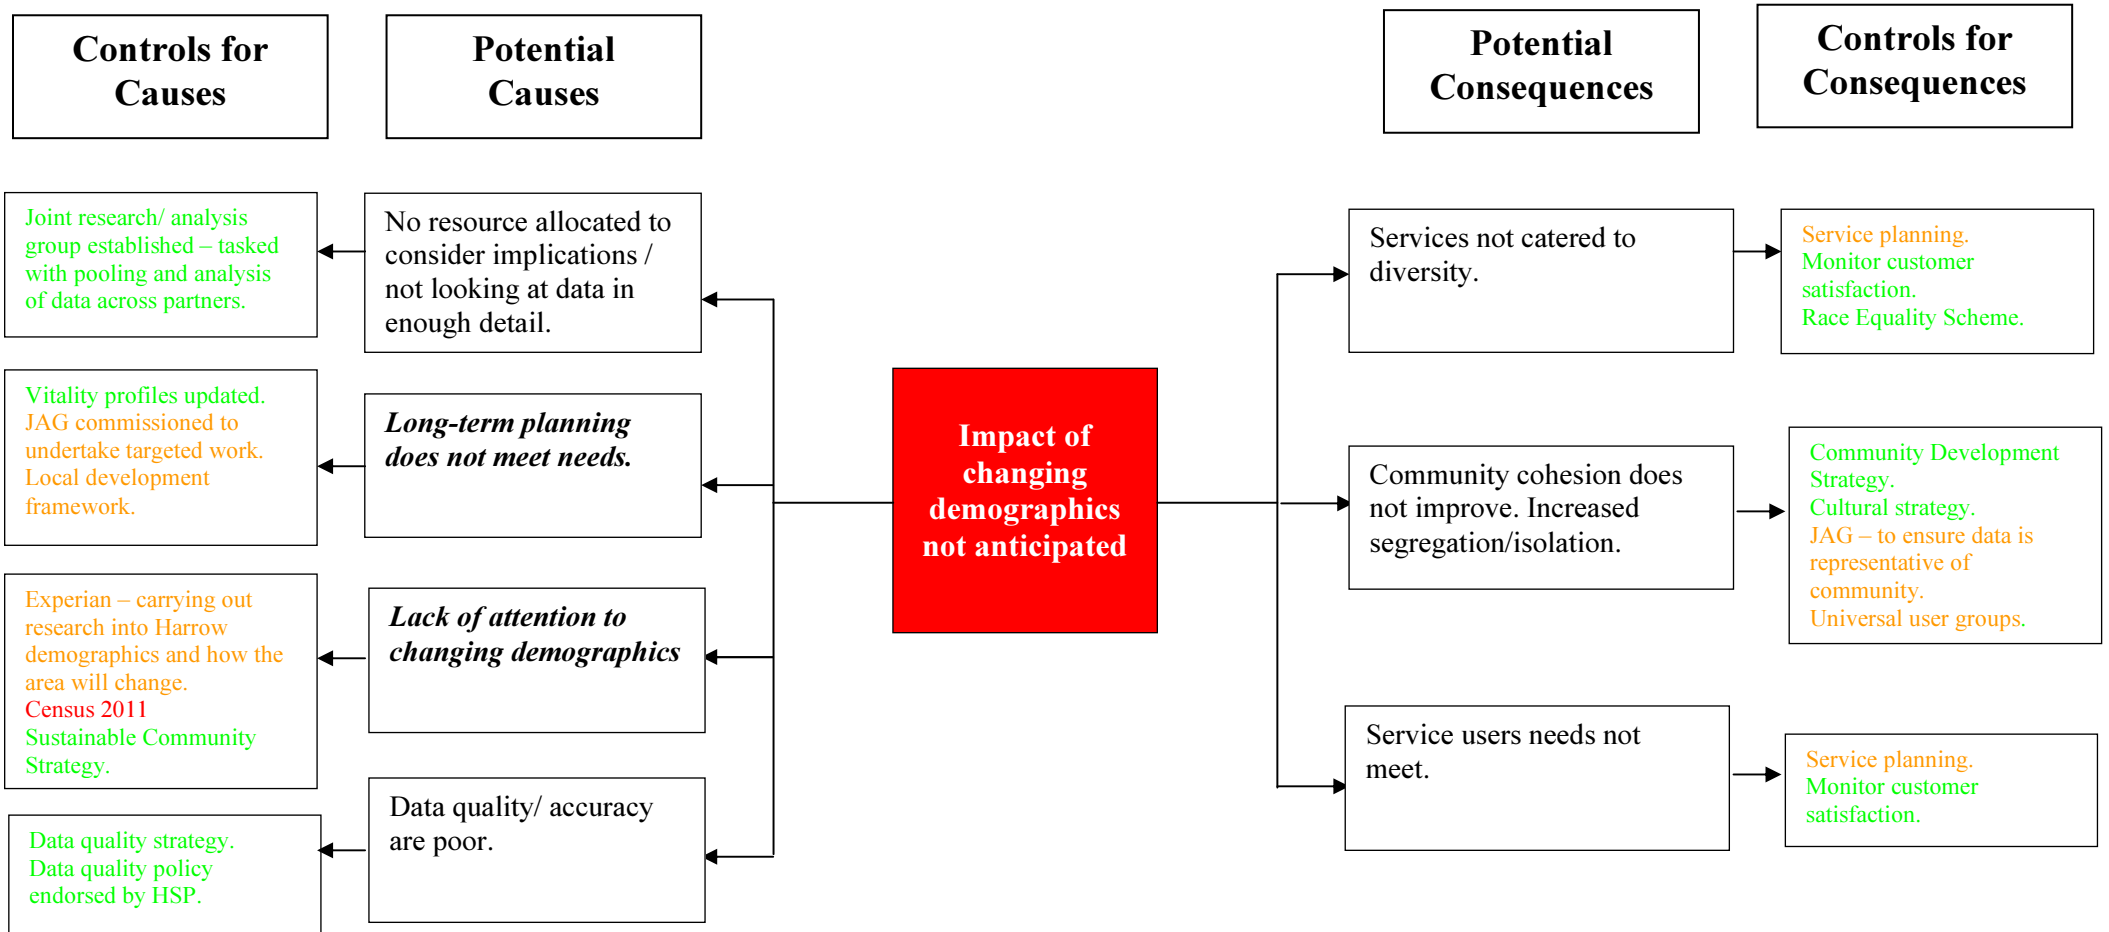 Controls for
Causes
Potential
Causes
Potential
Consequences
Controls for
Consequences
Joint research/ analysis
group established – tasked
with pooling and analysis
of data across partners.
No resource allocated to
consider implications /
not looking at data in
enough detail.
Vitality profiles updated.
JAG commissioned to
undertake targeted work.
Local development
framework.
Long-term planning
does not meet needs.
Experian – carrying out
research into Harrow
demographics and how the
area will change.
Census 2011
Sustainable Community
Strategy.
Lack of attention to
changing demographics
Data quality strategy.
Data quality policy
endorsed by HSP.
Data quality/ accuracy
are poor.
Impact of
changing
demographics
not anticipated
Services not catered to
diversity.
Service planning.
Monitor customer
satisfaction.
Race Equality Scheme.
Community cohesion does
not improve. Increased
segregation/isolation.
Community Development
Strategy.
Cultural strategy.
JAG – to ensure data is
representative of
community.
Universal user groups.
Service users needs not
meet.
Service planning.
Monitor customer
satisfaction.